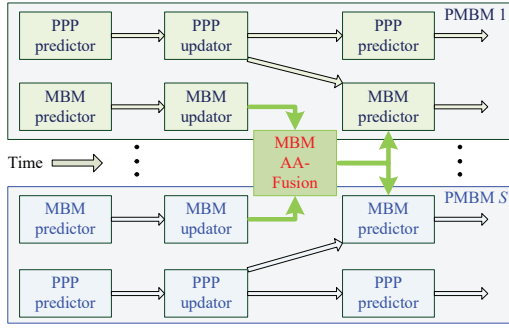 PMBM 1
PPP
predictor
PPP
updator
PPP
predictor
MBM
predictor
MBM
updator
MBM
predictor
MBM
AA-
Fusion
Time
PMBM S
MBM
predictor
MBM
updator
MBM
predictor
PPP
predictor
PPP
updator
PPP
predictor